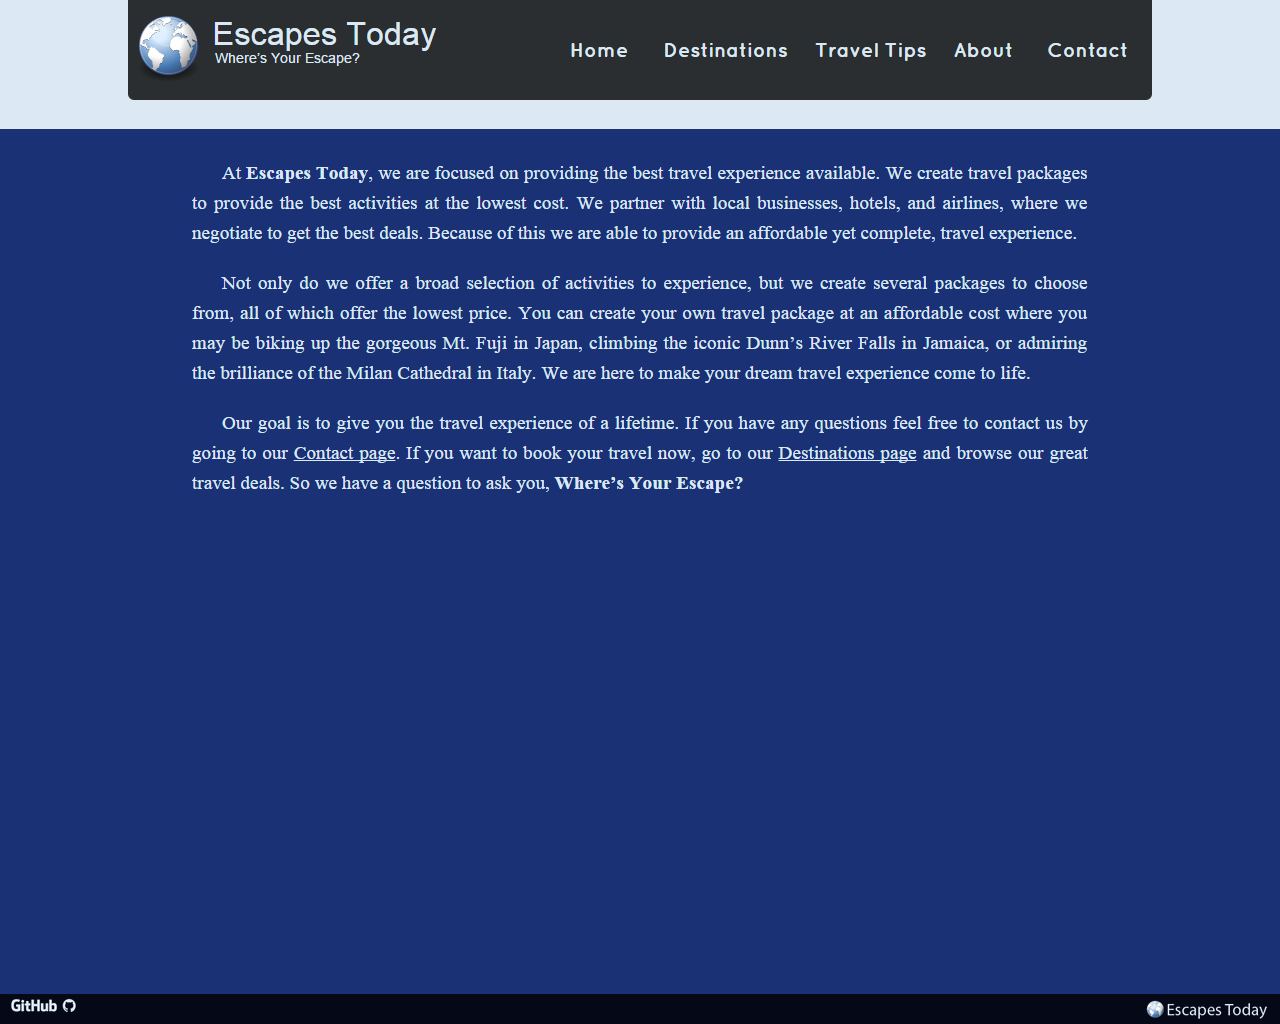 Escapes Today
Where's Your Escape?
Home Destinations Travel Tips About Contact
At Escapes Today, we are focused on providing the best travel experience available. We create travel packages
to provide the best activities at the lowest cost. We partner with local businesses, hotels, and airlines, where we
negotiate to get the best deals. Because of this we are able to provide an affordable yet complete, travel experience.
Not only do we offer a broad selection of activities to experience, but we create several packages to choose
from, all of which offer the lowest price. You can create your own travel package at an affordable cost where you
may be biking up the gorgeous Mt. Fuji in Japan, climbing the iconic Dunn’s River Falls in Jamaica, or admiring
the brilliance of the Milan Cathedral in Italy. We are here to make your dream travel experience come to life.
Our goal is to give you the travel experience of a lifetime. If you have any questions feel free to contact us by
going to our Contact page. If you want to book your travel now, go to our Destinations page and browse our great
travel deals. So we have a question to ask you, Where’s Your Escape?
GitHub
Escapes Today